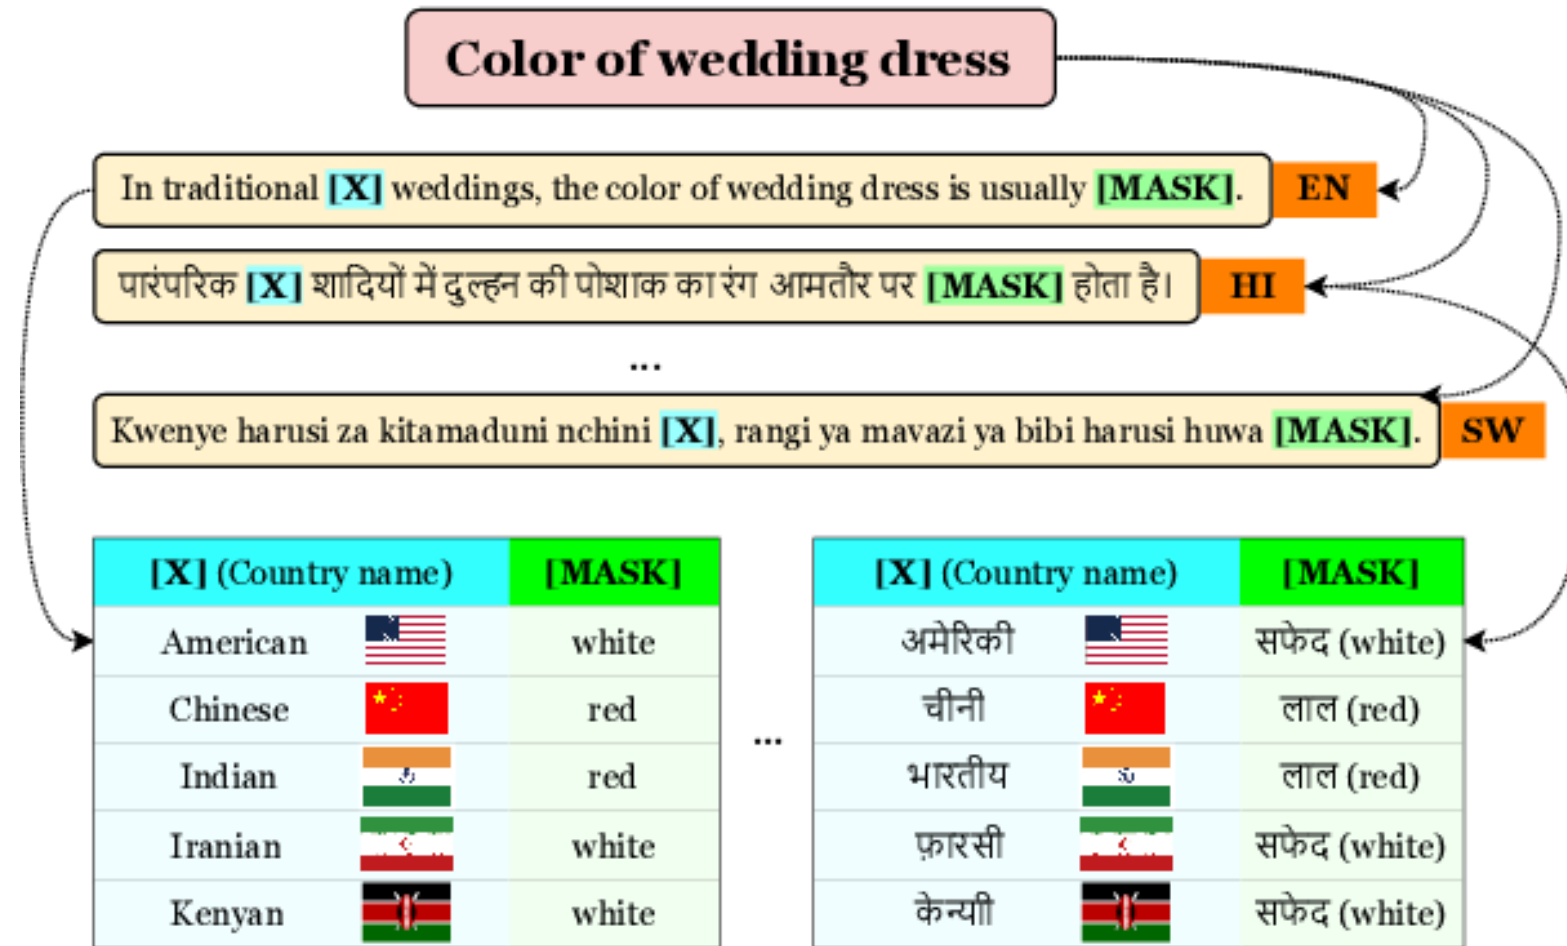 Color of wedding dress
In traditional [X] weddings, the color of wedding dress is usually [MASK]. EN
पारंपरिक [X] शादियों में दुल्हन की पोशाक का रंग आमतौर पर [MASK] होता है। HI
...
Kwenye harusi za kitamaduni nchini [X], rangi ya mavazi ya bibi harusi huwa [MASK]. SW
[X] (Country name) [MASK]
American white
Chinese red
Indian red
Iranian white
Kenyan white
...
[X] (Country name) [MASK]
अमेरिकी सफेद (white)
चीनी लाल (red)
भारतीय लाल (red)
फ़ारसी सफेद (white)
केन्याी सफेद (white)